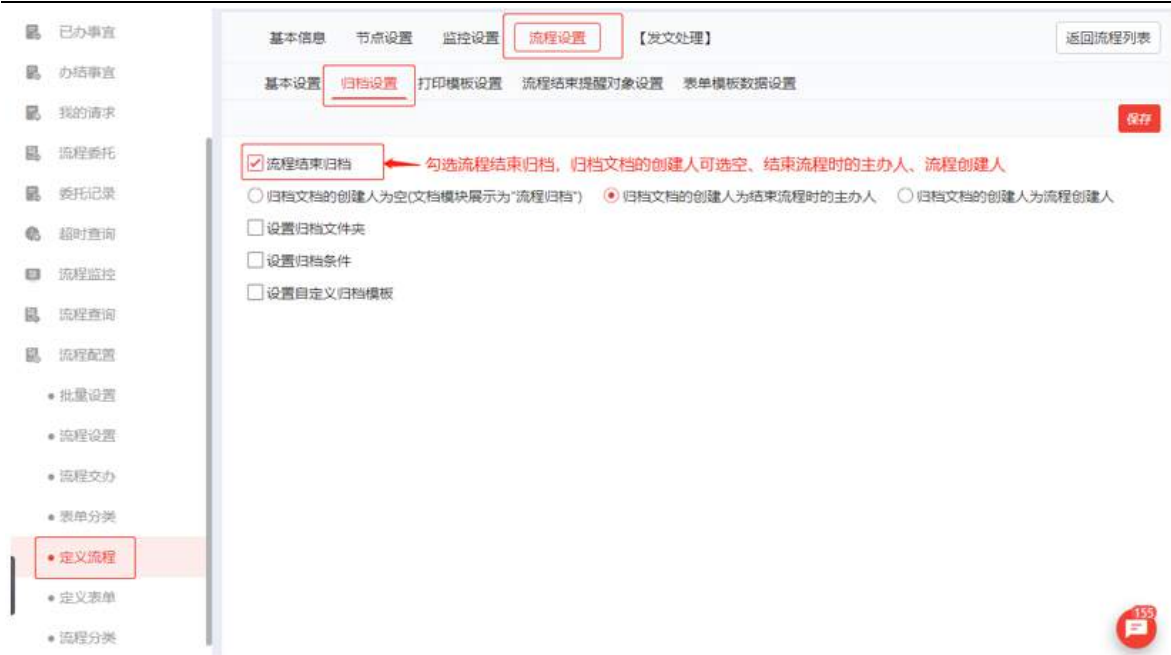 已办事宜
办结事宜
我的请求
流程委托
委托记录
超时查询
流程监控
流程查询
流程配置
批量设置
流程设置
流程交办
表单分类
定义流程
定义表单
流程分类
基本信息 节点设置 监控设置 流程设置 【发文处理】 返回流程列表
基本设置 归档设置 打印模板设置 流程结束提醒对象设置 表单模板数据设置
保存
流程结束归档 勾选流程结束归档，归档文档的创建人可选空、结束流程时的主办人、流程创建人
归档文档的创建人为空(文档模块展示为"流程归档") 归档文档的创建人为结束流程时的主办人 归档文档的创建人为流程创建人
设置归档文件夹
设置归档条件
设置自定义归档模板
155